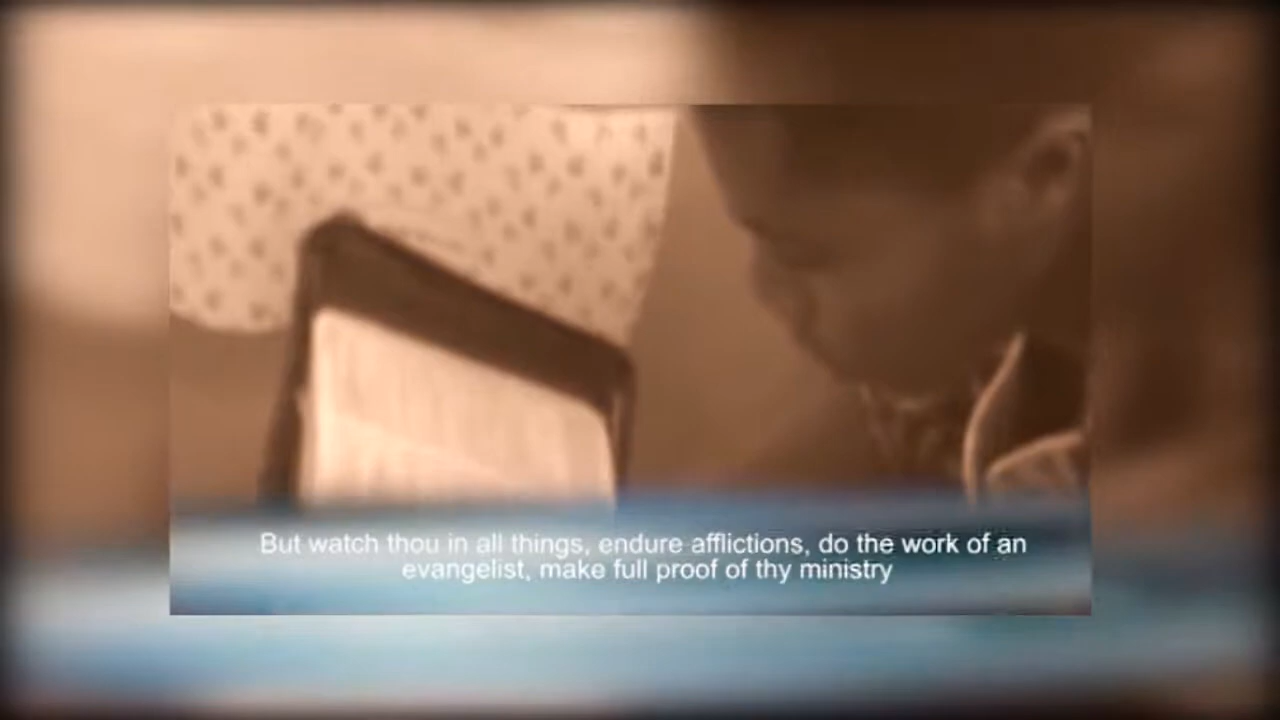 But watch thou in all things, endure afflictions, do the work of an
evangelist, make full proof of thy ministry